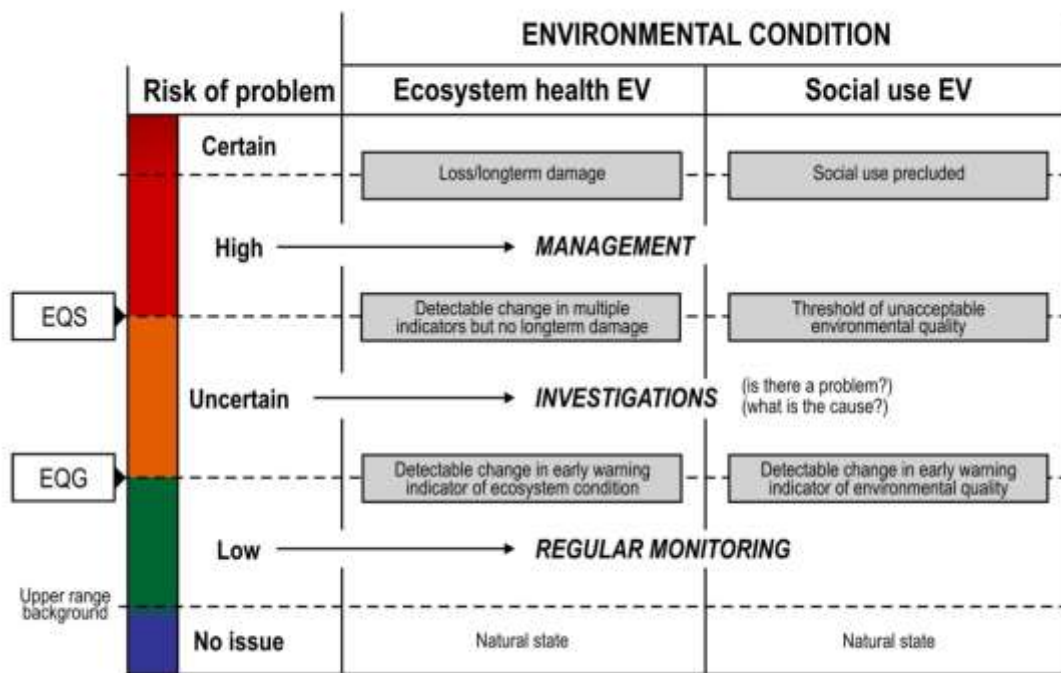 ENVIRONMENTAL CONDITION
Risk of problem
Ecosystem health EV
Social use EV
Certain
Loss/longterm damage
Social use precluded
High
MANAGEMENT
EQS
Detectable change in multiple
indicators but no longterm damage
Threshold of unacceptable
environmental quality
Uncertain
INVESTIGATIONS
(is there a problem?)
(what is the cause?)
EQG
Detectable change in early warning
indicator of ecosystem condition
Detectable change in early warning
indicator of environmental quality
Low
REGULAR MONITORING
Upper range
background
No issue
Natural state
Natural state